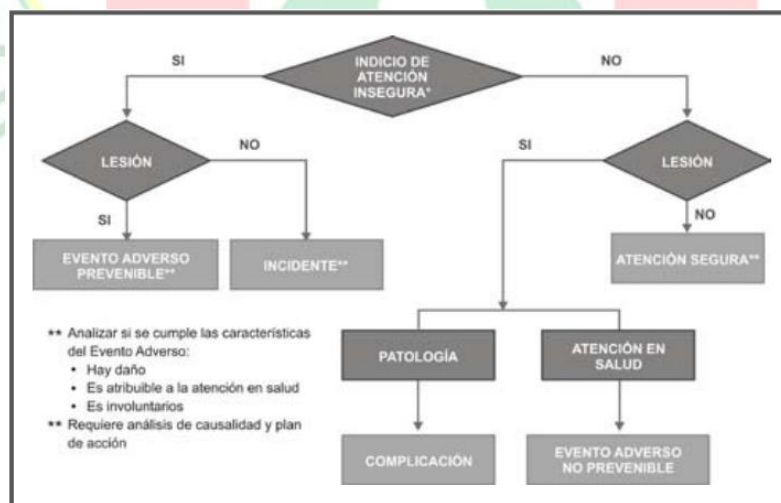 SI
INDICIO DE
ATENCIÓN
INSEGURA*
NO
LESIÓN
NO
SI
LESIÓN
SI
NO
EVENTO ADVERSO
PREVENIBLE**
INCIDENTE**
ATENCIÓN SEGURA**
** Analizar si se cumple las características
del Evento Adverso:
• Hay daño
• Es atribuible a la atención en salud
• Es involuntarios
** Requiere análisis de causalidad y plan
de acción
PATOLOGÍA
ATENCIÓN EN
SALUD
COMPLICACIÓN
EVENTO ADVERSO
NO PREVENIBLE